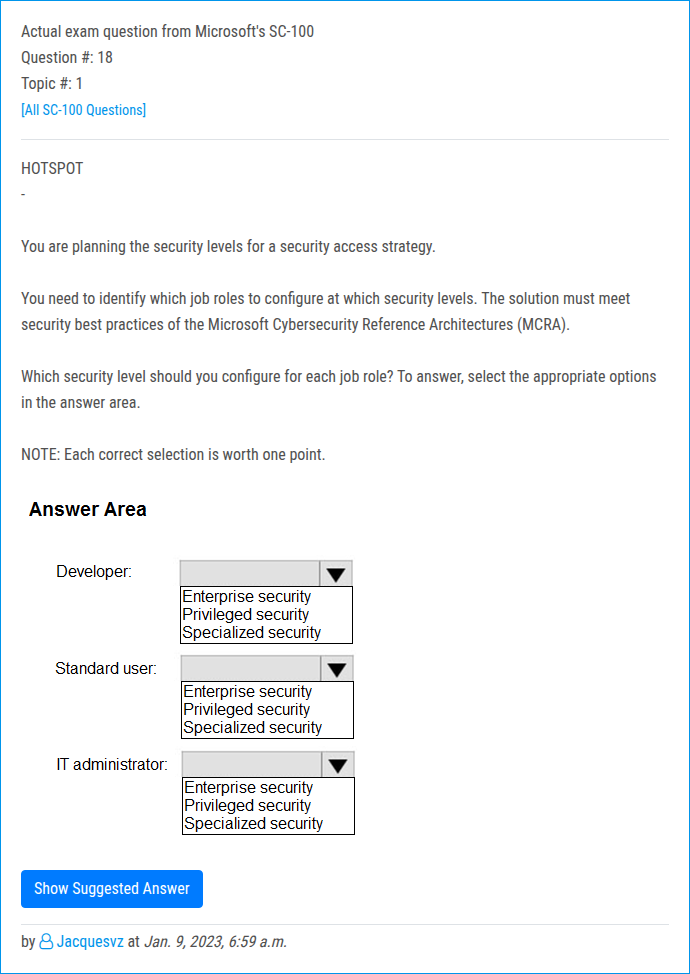 Actual exam question from Microsoft's SC-100
Question #: 18
Topic #: 1
[All SC-100 Questions]
HOTSPOT
-
You are planning the security levels for a security access strategy.
You need to identify which job roles to configure at which security levels. The solution must meet
security best practices of the Microsoft Cybersecurity Reference Architectures (MCRA).
Which security level should you configure for each job role? To answer, select the appropriate options
in the answer area.
NOTE: Each correct selection is worth one point.
Answer Area
Developer:
Enterprise security
Privileged security
Specialized security
Standard user:
Enterprise security
Privileged security
Specialized security
IT administrator:
Enterprise security
Privileged security
Specialized security
Show Suggested Answer
by Jacquesvz at Jan. 9, 2023, 6:59 a.m.